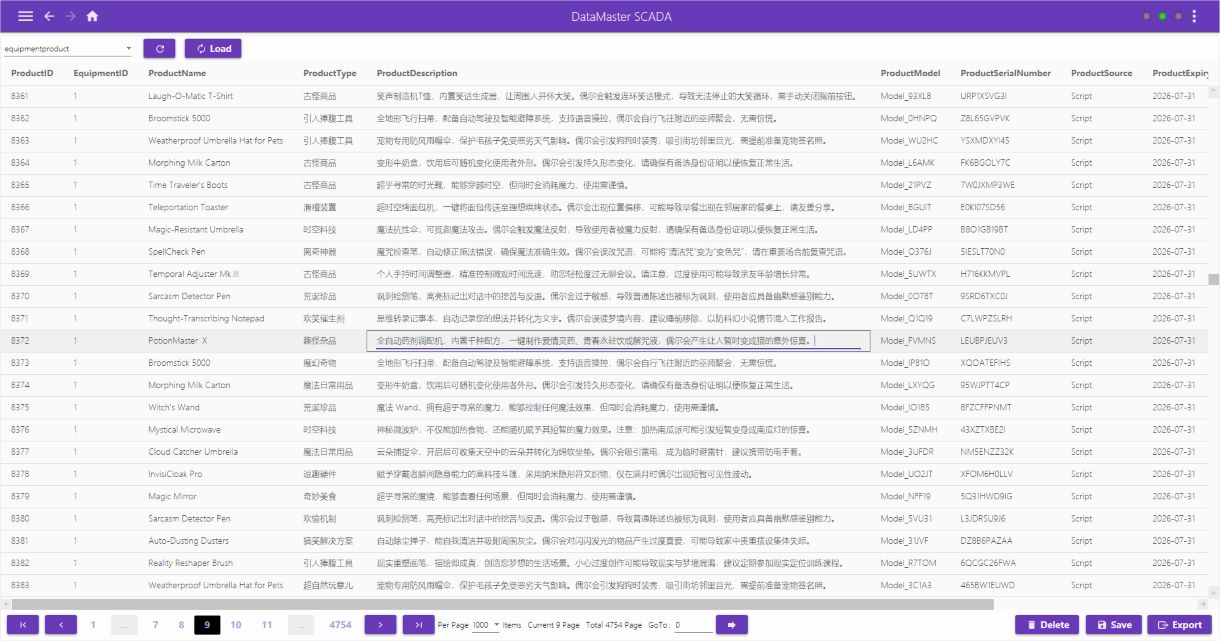 DataMaster SCADA
equipmentproduct Load
ProductID EquipmentID ProductName ProductType ProductDescription ProductModel ProductSerialNumber ProductSource ProductExpiry
8361 1 Laugh-O-Matic T-Shirt 古怪商品 笑声制造机T恤，内置笑话生成器，让周围人开怀大笑。偶尔会触发连环笑话模式，导致无法停止的大笑循环，需手动关闭胸前按钮。 Model_93XL8 URP1XSVG3I Script 2026-07-31
8362 1 Broomstick 5000 引人捧腹工具 全地形飞行扫帚，配备自动驾驶及智能避障系统，支持语音操控，偶尔会自行飞往附近的巫师聚会，无需惊慌。 Model_0HNPQ Z8L6SGVPVK Script 2026-07-31
8363 1 Weatherproof Umbrella Hat for Pets 引人捧腹工具 宠物专用防风雨帽伞，保护毛孩子免受恶劣天气影响。偶尔会引发狗狗时装秀，吸引街坊邻里目光，需提前准备宠物签名照。 Model_WU2HC YSXMDXYI45 Script 2026-07-31
8364 1 Morphing Milk Carton 古怪商品 变形牛奶盒，饮用后可随机变化使用者外形。偶尔会引发持久形态变化，请确保有备选身份证明以便恢复正常生活。 Model_L6AMK FK6BGOLY7C Script 2026-07-31
8365 1 Time Traveler's Boots 古怪商品 超乎寻常的时光靴，能够穿越时空，但同时会消耗魔力，使用需谨慎。 Model_21PVZ 7W0JXMP3WE Script 2026-07-31
8366 1 Teleportation Toaster 滑稽装置 超时空烤面包机，一键将面包传送至理想烘烤状态。偶尔会出现位置偏移，可能导致早餐出现在邻居家的餐桌上，请友善分享。 Model_BGUIT E0KI07SD56 Script 2026-07-31
8367 1 Magic-Resistant Umbrella 时空科技 魔法抗性伞，可抵御魔法攻击。偶尔会触发魔法反射，导致使用者被魔力反射，请确保有备选身份证明以便恢复正常生活。 Model_LD4PP B8O1GB19BT Script 2026-07-31
8368 1 SpellCheck Pen 离奇神器 魔咒检查笔，自动修正施法错误，确保魔法准确生效。偶尔会误改咒语，可能将"清洁咒"变为"变色咒"，请在重要场合前复查咒语。 Model_O376J 5IESLT70N0 Script 2026-07-31
8369 1 Temporal Adjuster Mk.III 古怪商品 个人手持时间调整器，精准控制微观时间流速，助您轻松度过无聊会议。请注意，过度使用可能导致亲友年龄增长异常。 Model_5UWTX H716KKMVPL Script 2026-07-31
8370 1 Sarcasm Detector Pen 荒诞珍品 讽刺检测笔，高亮标记出对话中的挖苦与反语。偶尔会过于敏感，导致普通陈述也被标为讽刺，使用者应具备幽默感鉴别能力。 Model_0O78T 9SRD6TXC0J Script 2026-07-31
8371 1 Thought-Transcribing Notepad 欢笑催生剂 思维转录记事本，自动记录您的想法并转化为文字。偶尔会误读梦境内容，建议睡前移除，以防科幻小说情节混入工作报告。 Model_Q1Q19 C7LWPZSLRH Script 2026-07-31
8372 1 PotionMaster X 趣怪杂品 全自动药剂调配机，内置千种配方，一键制作爱情灵药、青春永驻饮或解咒液，偶尔会产生让人暂时变成猫的意外惊喜。 Model_FVMNS LEUBPJEUV3 Script 2026-07-31
8373 1 Broomstick 5000 魔幻奇物 全地形飞行扫帚，配备自动驾驶及智能避障系统，支持语音操控，偶尔会自行飞往附近的巫师聚会，无需惊慌。 Model_IP81O XQOATEFIHS Script 2026-07-31
8374 1 Morphing Milk Carton 魔法日常用品 变形牛奶盒，饮用后可随机变化使用者外形。偶尔会引发持久形态变化，请确保有备选身份证明以便恢复正常生活。 Model_LXYQG 95WJPTT4CP Script 2026-07-31
8375 1 Witch's Wand 荒诞珍品 魔法 Wand，拥有超乎寻常的魔力，能够控制任何魔法效果，但同时会消耗魔力，使用需谨慎。 Model_IO1B5 8FZCFFPNMT Script 2026-07-31
8376 1 Mystical Microwave 时空科技 神秘微波炉，不仅能加热食物，还能随机赋予其短暂的魔力效果。注意：加热南瓜派可能引发短暂变身成南瓜灯的惊喜。 Model_5ZNMH 43XZTXBE2I Script 2026-07-31
8377 1 Cloud Catcher Umbrella 魔法日常用品 云朵捕捉伞，开启后可收集天空中的云朵并转化为绵软坐垫。偶尔会吸引雷电，成为临时避雷针，建议携带防电手套。 Model_3UFDR NM5ENZZ32K Script 2026-07-31
8378 1 InvisiCloak Pro 逗趣硬件 赋予穿戴者瞬间隐身能力的高科技斗篷，采用纳米隐形符文织物，仅在满月时偶尔出现短暂可见性波动。 Model_UO2JT XFOM6H0LLV Script 2026-07-31
8379 1 Magic Mirror 奇妙美食 超乎寻常的魔镜，能够查看任何场景，但同时会消耗魔力，使用需谨慎。 Model_NFF19 5Q31HWD9IG Script 2026-07-31
8380 1 Sarcasm Detector Pen 欢愉机制 讽刺检测笔，高亮标记出对话中的挖苦与反语。偶尔会过于敏感，导致普通陈述也被标为讽刺，使用者应具备幽默感鉴别能力。 Model_5VU31 L3JDRSU9J6 Script 2026-07-31
8381 1 Auto-Dusting Dusters 搞笑解决方案 自动除尘掸子，能自我清洁并吸附周围灰尘。偶尔会对闪闪发光的物品产生过度喜爱，可能导致家中贵重摆设集体失踪。 Model_31JVF DZ8B6PAZAA Script 2026-07-31
8382 1 Reality Reshaper Brush 引人捧腹工具 现实重塑画笔，描绘即成真，创造您梦想的生活场景。小心过度创作可能导致现实与梦境混淆，建议定期参加现实定位训练课程。 Model_R7TOM 6QCGC26FWA Script 2026-07-31
8383 1 Weatherproof Umbrella Hat for Pets 超自然玩意儿 宠物专用防风雨帽伞，保护毛孩子免受恶劣天气影响。偶尔会引发狗狗时装秀，吸引街坊邻里目光，需提前准备宠物签名照。 Model_3C1A3 465BW1EUWD Script 2026-07-31
1 ... 7 8 9 10 11 ... 4754 Per Page 1000 Items Current 9 Page Total 4754 Page GoTo: 0 Delete Save Export